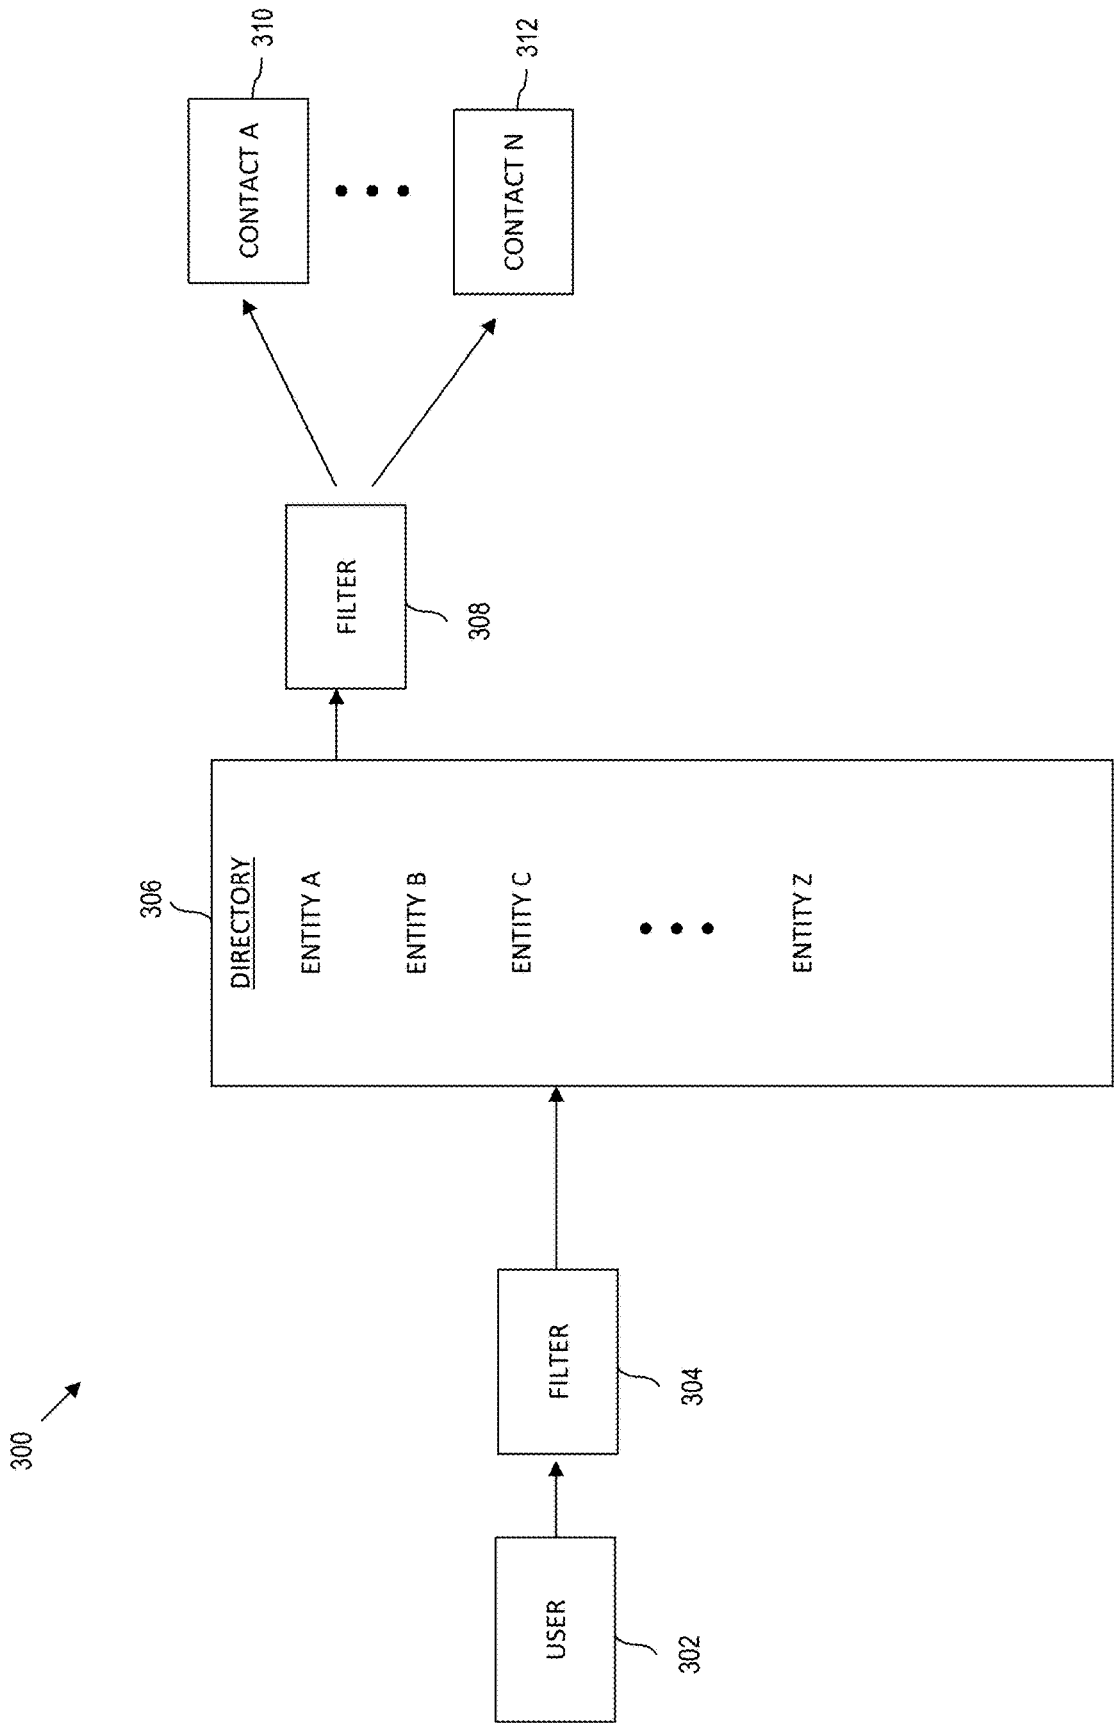 300
USER
302
FILTER
304
306
DIRECTORY
ENTITY A
ENTITY B
ENTITY C
ENTITY Z
FILTER
308
CONTACT A
310
CONTACT N
312